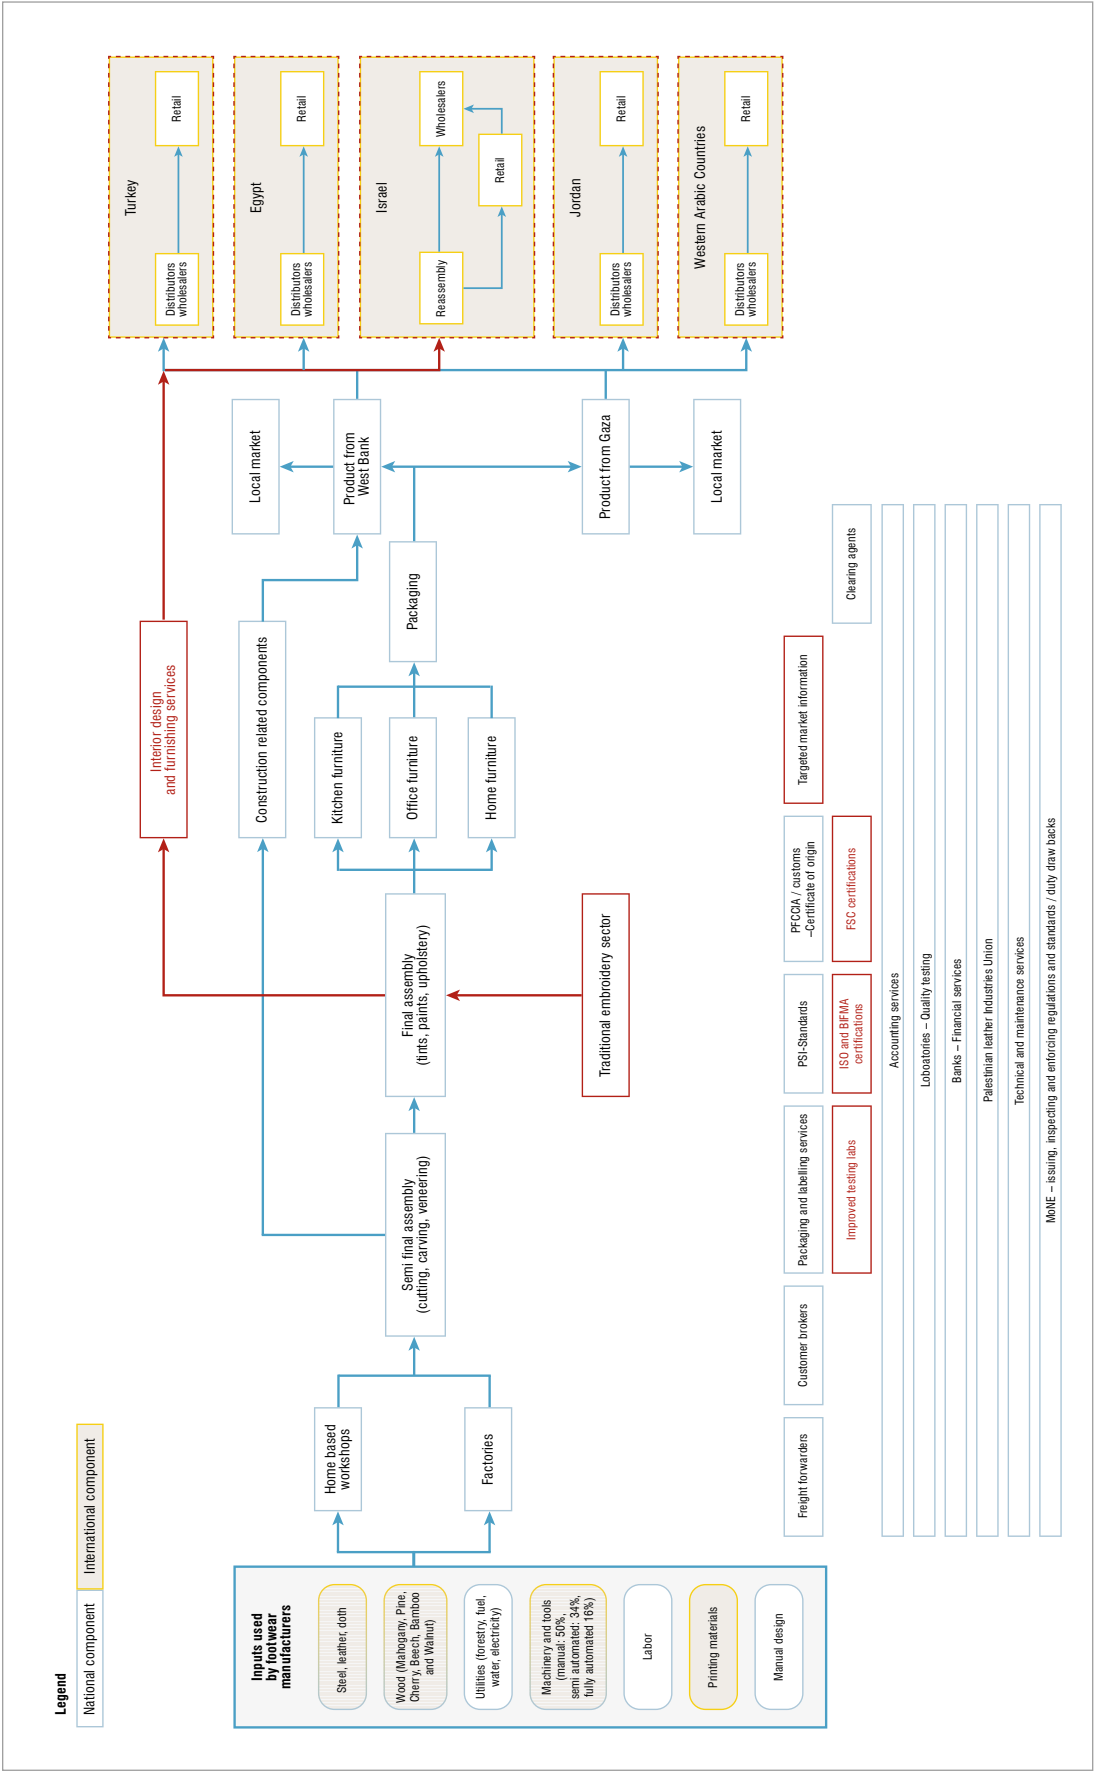 Legend
National component
International component
Inputs used
by footwear
manufacturers
Steel, leather, cloth
Wood (Mahogany, Pine,
Cherry, Beech, Bamboo
and Walnut)
Utilities (forestry, fuel,
water, electricity)
Machinery and tools
(manual: 50%,
semi automated: 34%,
fully automated 16%)
Labor
Printing materials
Manual design
Home based
workshops
Factories
Semi final assembly
(cutting, carving, veneering)
Final assembly
(tints, paints, upholstery)
Traditional embroidery sector
Interior design
and furnishing services
Construction related components
Kitchen furniture
Office furniture
Home furniture
Packaging
Local market
Product from
West Bank
Product from Gaza
Local market
Turkey
Distributors
wholesalers
Retail
Egypt
Distributors
wholesalers
Retail
Israel
Reassembly
Wholesalers
Retail
Jordan
Distributors
wholesalers
Retail
Western Arabic Countries
Distributors
wholesalers
Retail
Freight forwarders
Customer brokers
Packaging and labelling services
PSI-Standards
PFCCIA / customs
–Certificate of origin
Targeted market information
Improved testing labs
ISO and BIFMA
certifications
FSC certifications
Clearing agents
Accounting services
Loboatories – Quality testing
Banks – Financial services
Palestinian leather Industries Union
Technical and maintenance services
MoNE – issuing, inspecting and enforcing regulations and standards / duty draw backs